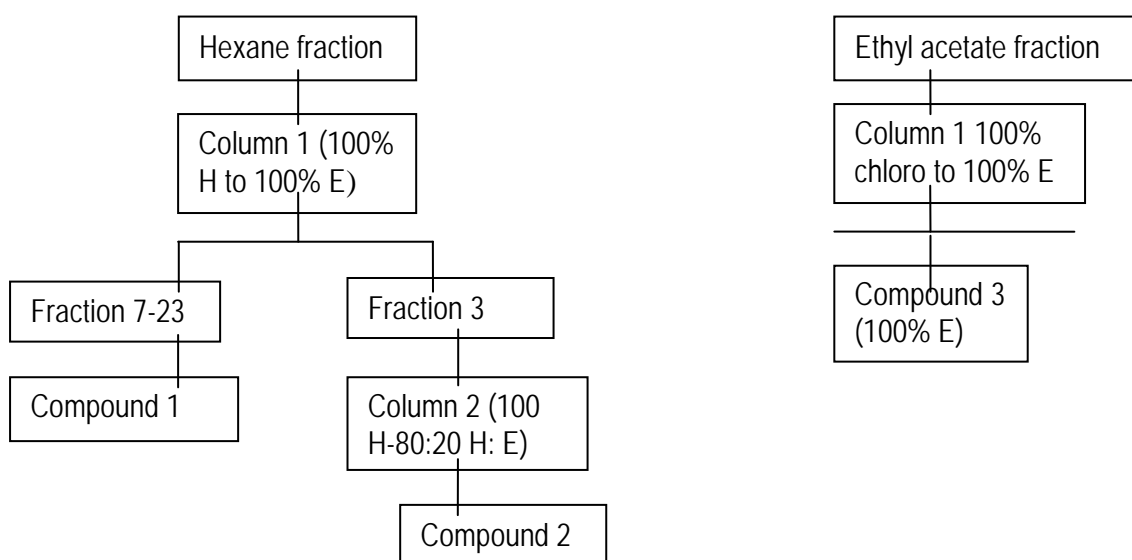 Hexane fraction
Ethyl acetate fraction
Column 1 (100%
H to 100% E)
Column 1 100%
chloro to 100% E
Fraction 7-23
Fraction 3
Compound 3
(100% E)
Compound 1
Column 2 (100
H-80:20 H: E)
Compound 2